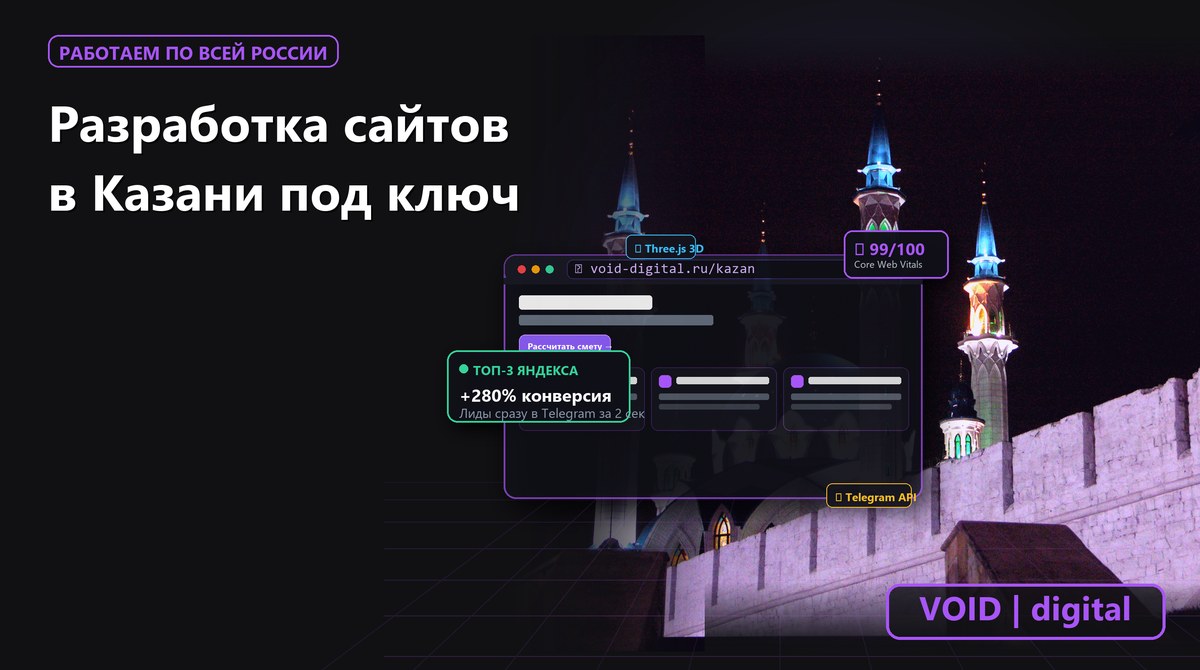 РАБОТАЕМ ПО ВСЕЙ РОССИИ
Разработка сайтов
в Казани под ключ
Three.js 3D
99/100
Core Web Vitals
void-digital.ru/kazan
Рассчитать смету →
ТОП-3 ЯНДЕКСА
+280% конверсия
Лиды сразу в Telegram за 2 сек
Telegram API
VOID | digital